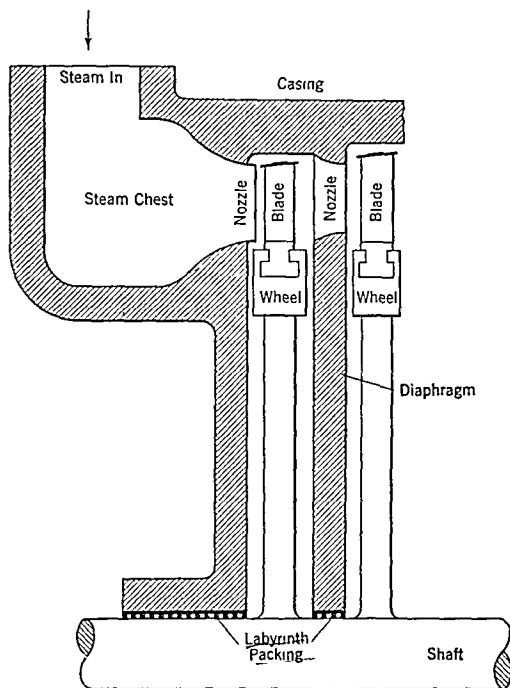 Steam In
Casing
Steam Chest
Nozzle
Blade
Nozzle
Blade
Wheel
Wheel
Diaphragm
Labyrinth
Packing
Shaft